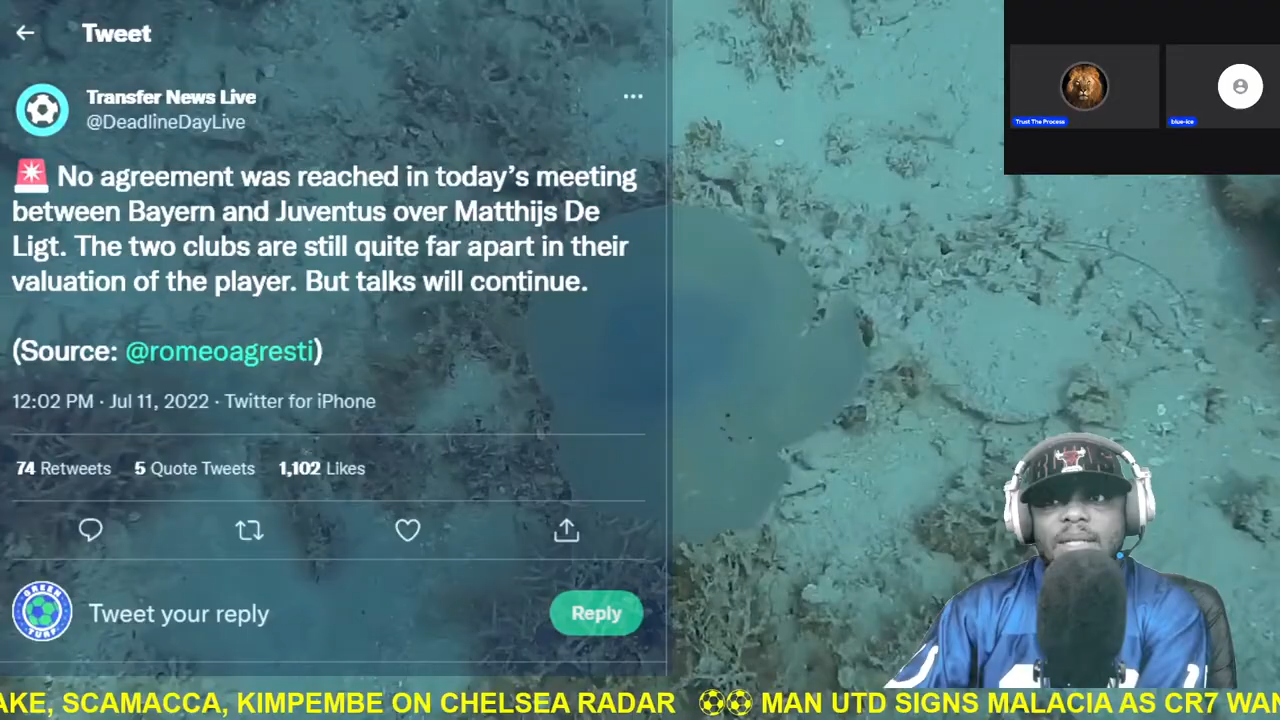 Tweet
Transfer News Live
@DeadlineDayLive
No agreement was reached in today's meeting
between Bayern and Juventus over Matthijs De
Ligt. The two clubs are still quite far apart in their
valuation of the player. But talks will continue.
(Source: @romeoagresti)
12:02 PM · Jul 11, 2022 · Twitter for iPhone
74 Retweets 5 Quote Tweets 1,102 Likes
GREEN
TURF
Tweet your reply
Reply
Trust The Process
blue-ice
AKE, SCAMACCA, KIMPEMBE ON CHELSEA RADAR ⚽⚽ MAN UTD SIGNS MALACIA AS CR7 WAN